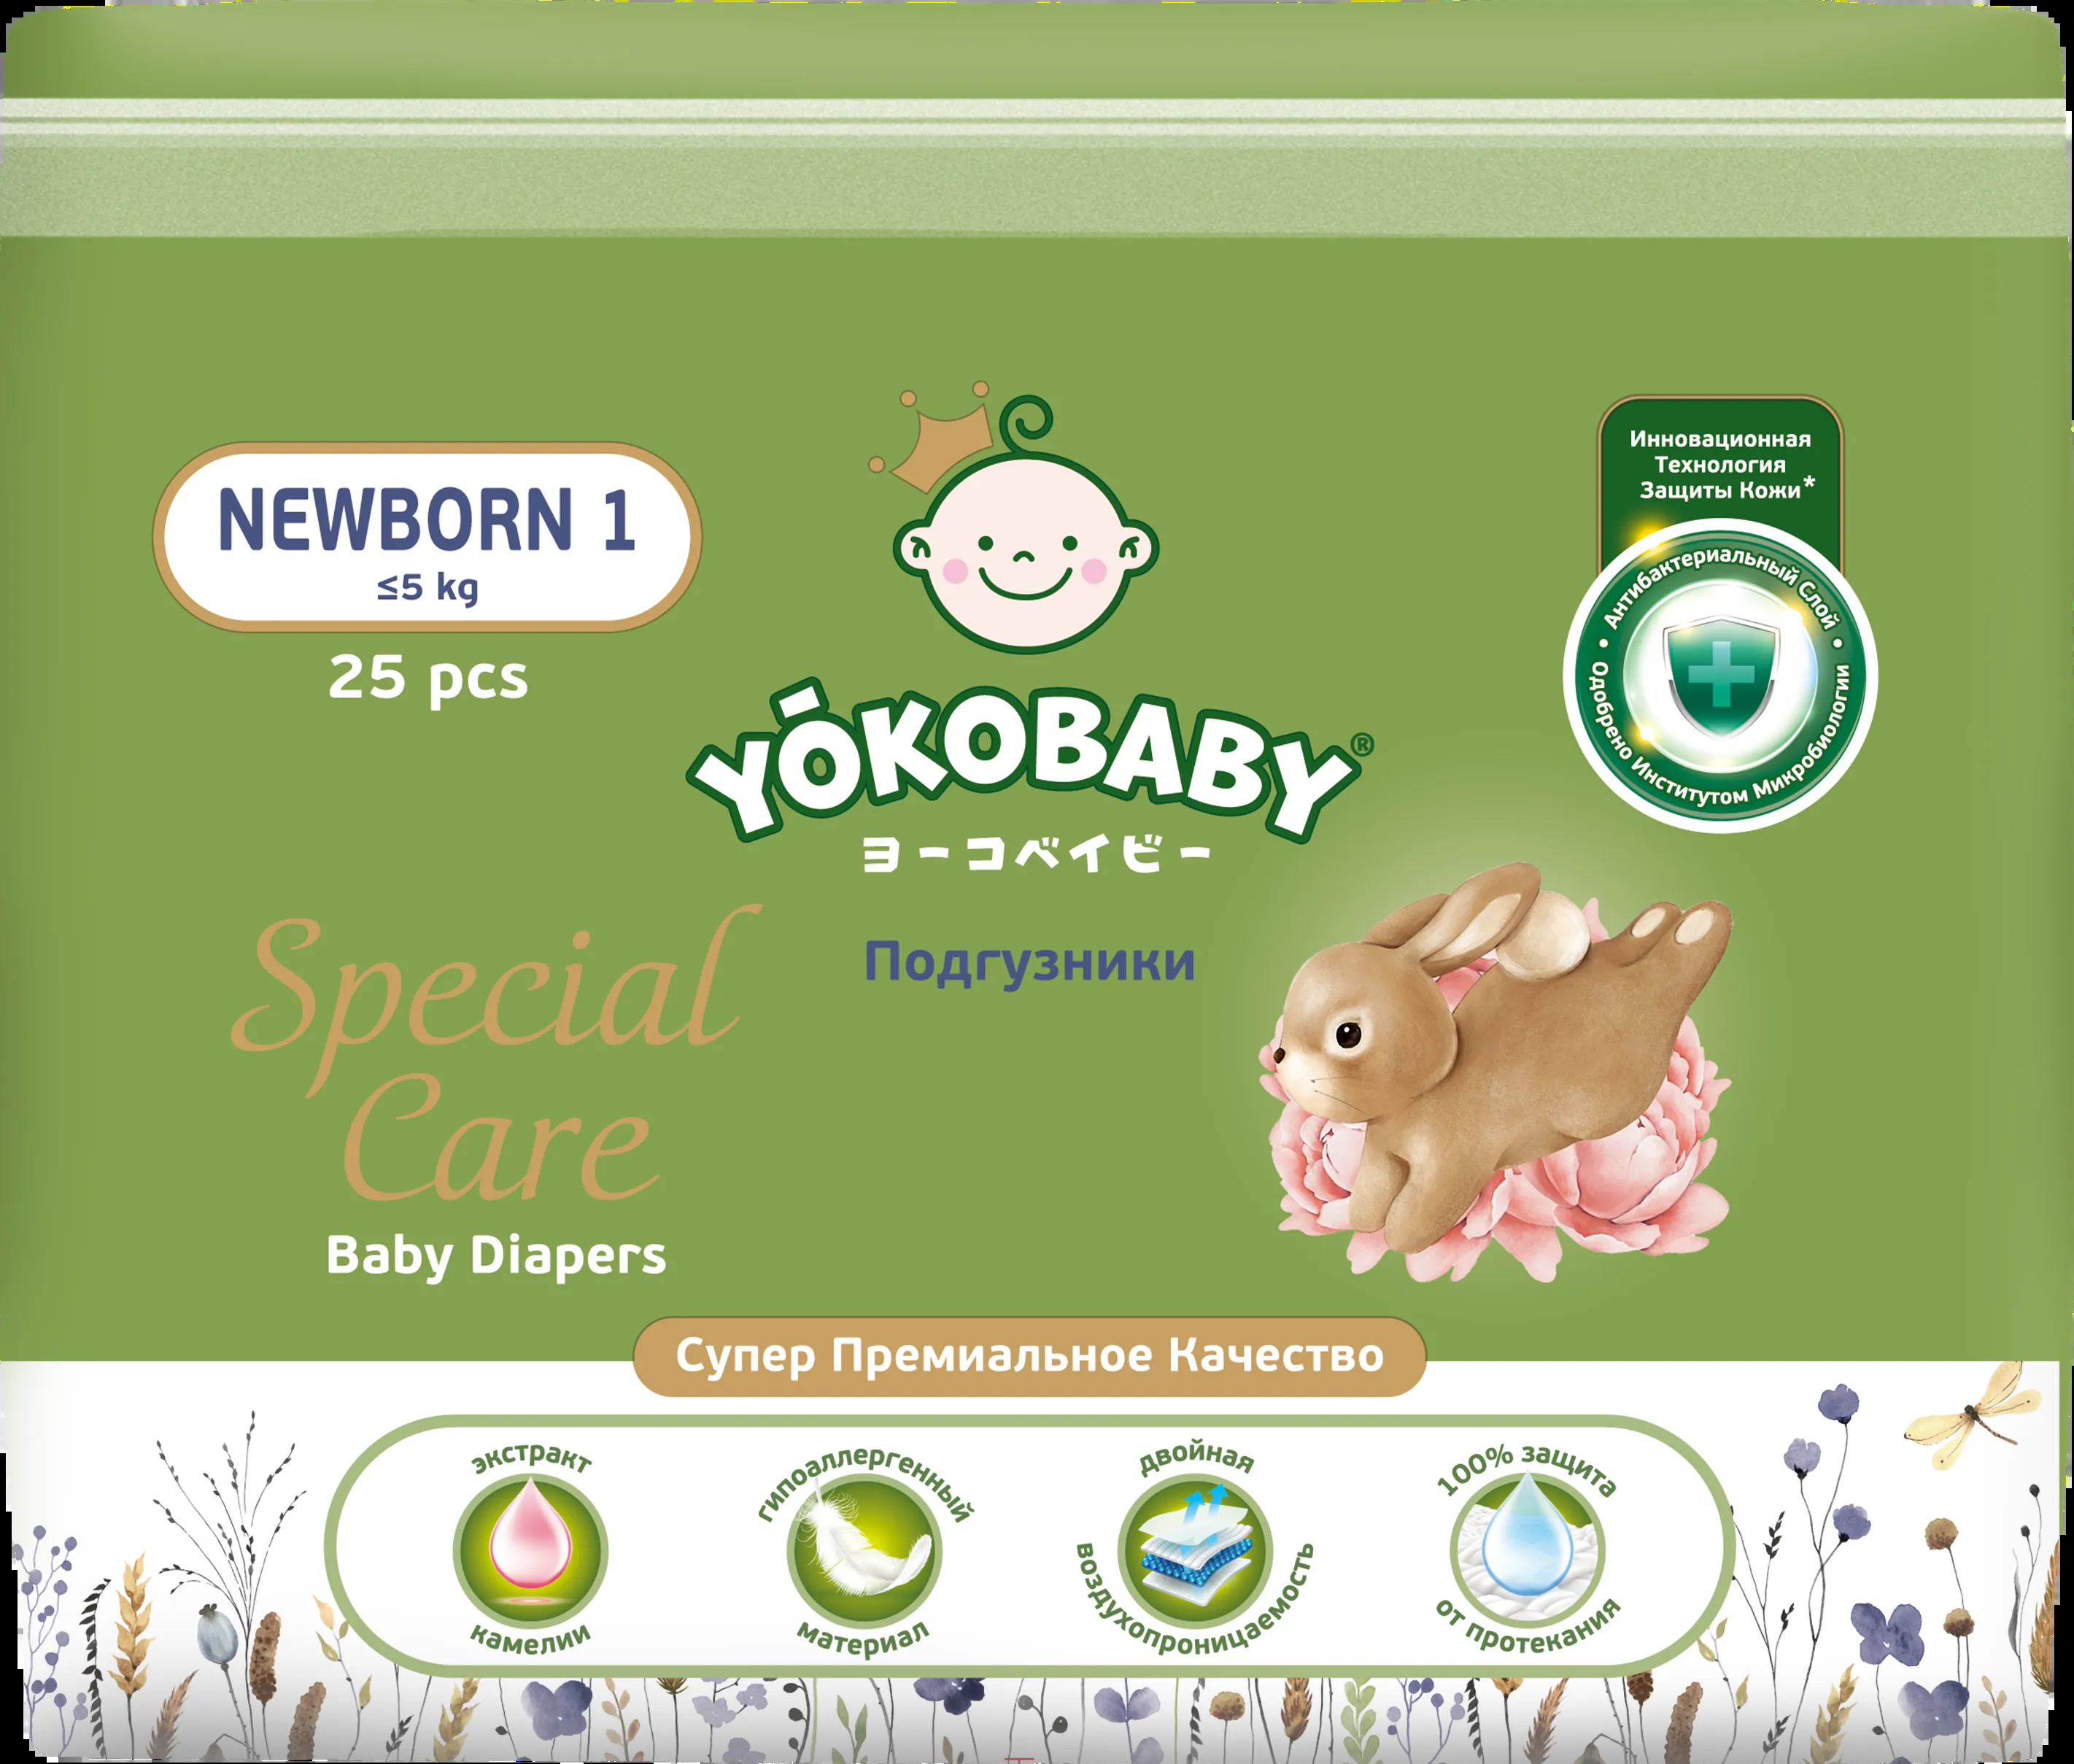 NEWBORN 1
≤5 kg
25 pcs
YŌKOBABY®
ヨーコベイビー
Подгузники
Инновационная
Технология
Защиты Кожи*
• Антибактериальный Слой •
Одобрено Институтом Микробиологии
Special
Care
Baby Diapers
Супер Премиальное Качество
экстракт
камелии
гипоаллергенный
материал
двойная
воздухопроницаемость
100% защита
от протекания